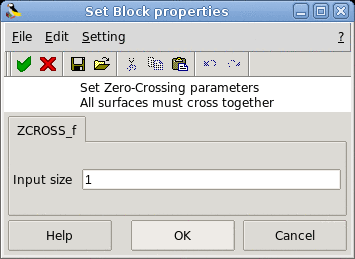 Set Block properties
File Edit Setting ?
Set Zero-Crossing parameters
All surfaces must cross together
ZCROSS_f
Input size 1
Help OK Cancel